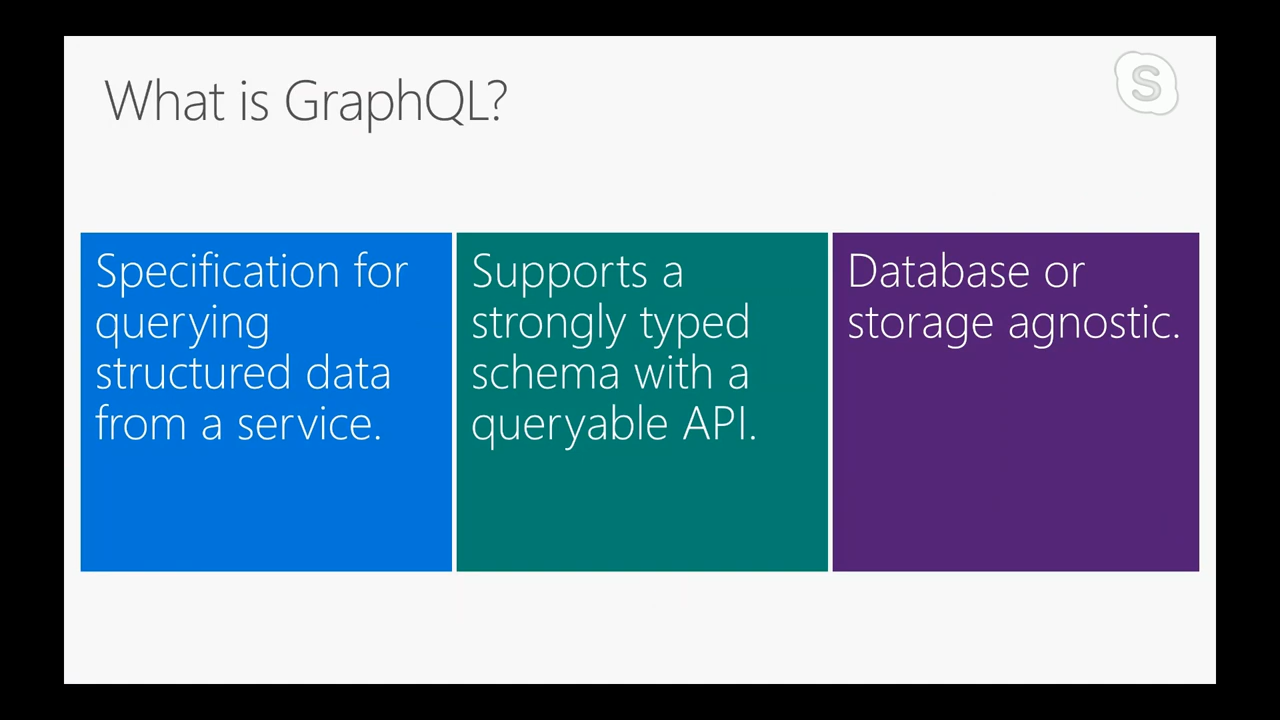 What is GraphQL?
S
Specification for
querying
structured data
from a service.
Supports a
strongly typed
schema with a
queryable API.
Database or
storage agnostic.